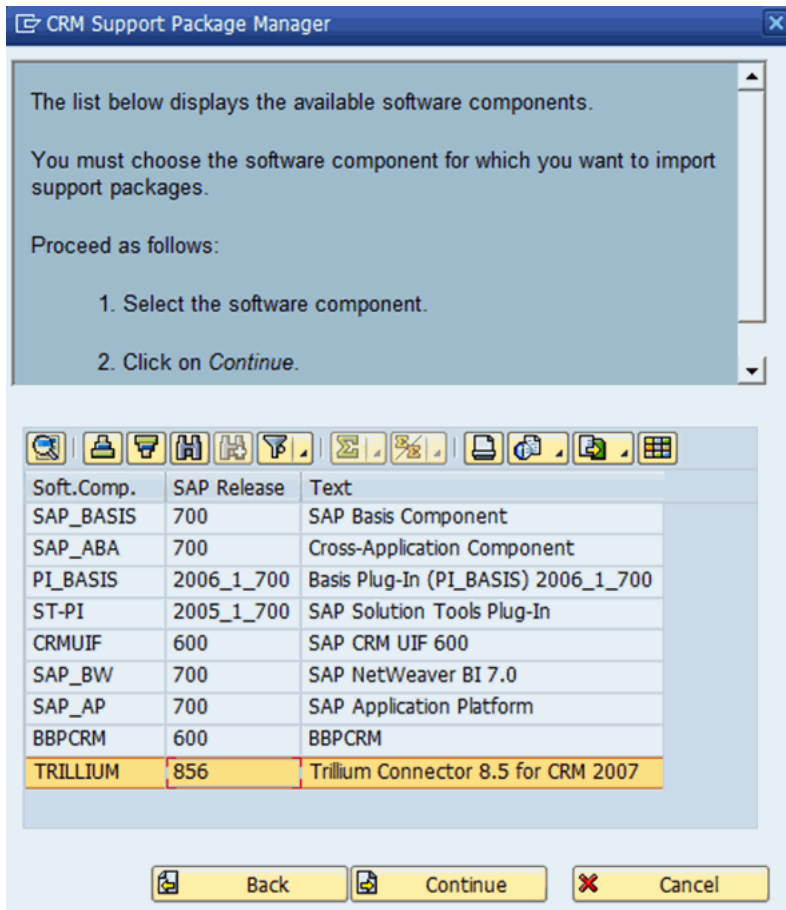 CRM Support Package Manager
The list below displays the available software components.
You must choose the software component for which you want to import
support packages.
Proceed as follows:
1. Select the software component.
2. Click on Continue.
Soft.Comp. SAP Release Text
SAP_BASIS 700 SAP Basis Component
SAP_ABA 700 Cross-Application Component
PI_BASIS 2006_1_700 Basis Plug-In (PI_BASIS) 2006_1_700
ST-PI 2005_1_700 SAP Solution Tools Plug-In
CRMUIF 600 SAP CRM UIF 600
SAP_BW 700 SAP NetWeaver BI 7.0
SAP_AP 700 SAP Application Platform
BBPCRM 600 BBPCRM
TRILLIUM 856 Trillium Connector 8.5 for CRM 2007
Back Continue Cancel